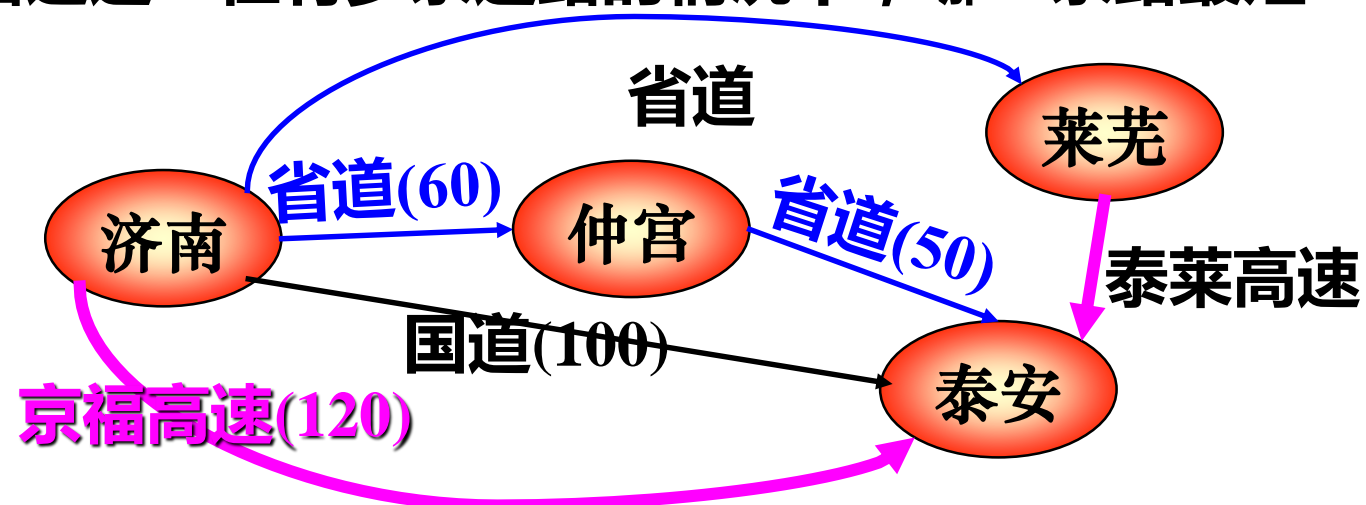 省道
莱芜
省道(60)
济南
仲宫
省道(50)
泰莱高速
国道(100)
泰安
京福高速(120)